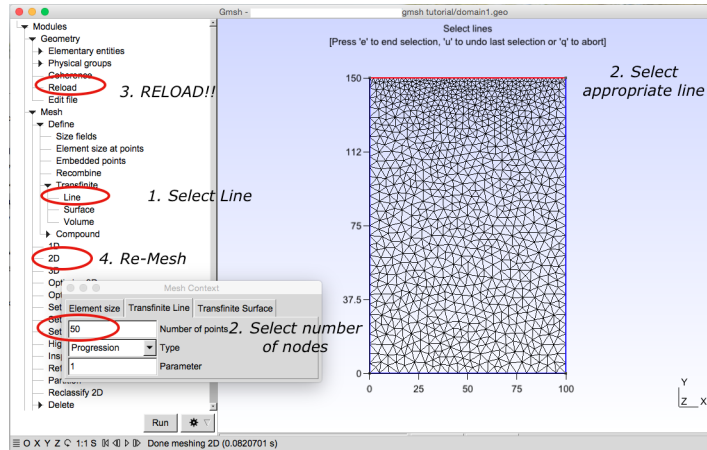 Gmsh - gmsh tutorial/domain1.geo
Modules
Geometry
Elementary entities
Physical groups
Coherence
Reload
Edit file
3. RELOAD!!
Mesh
Define
Size fields
Element size at points
Embedded points
Recombine
Transfinite
Line
1. Select Line
Surface
Volume
Compound
1D
2D
4. Re-Mesh
3D
Reclassify 2D
Delete
Mesh Context
Element size
Transfinite Line
Transfinite Surface
50
Number of points
2. Select number
of nodes
Progression
Type
1
Parameter
Run
Select lines
[Press 'e' to end selection, 'u' to undo last selection or 'q' to abort]
2. Select
appropriate line
150
112
75
37.5
0
0
25
50
75
100
Y
Z X
O X Y Z 1:1 S Done meshing 2D (0.0820701 s)